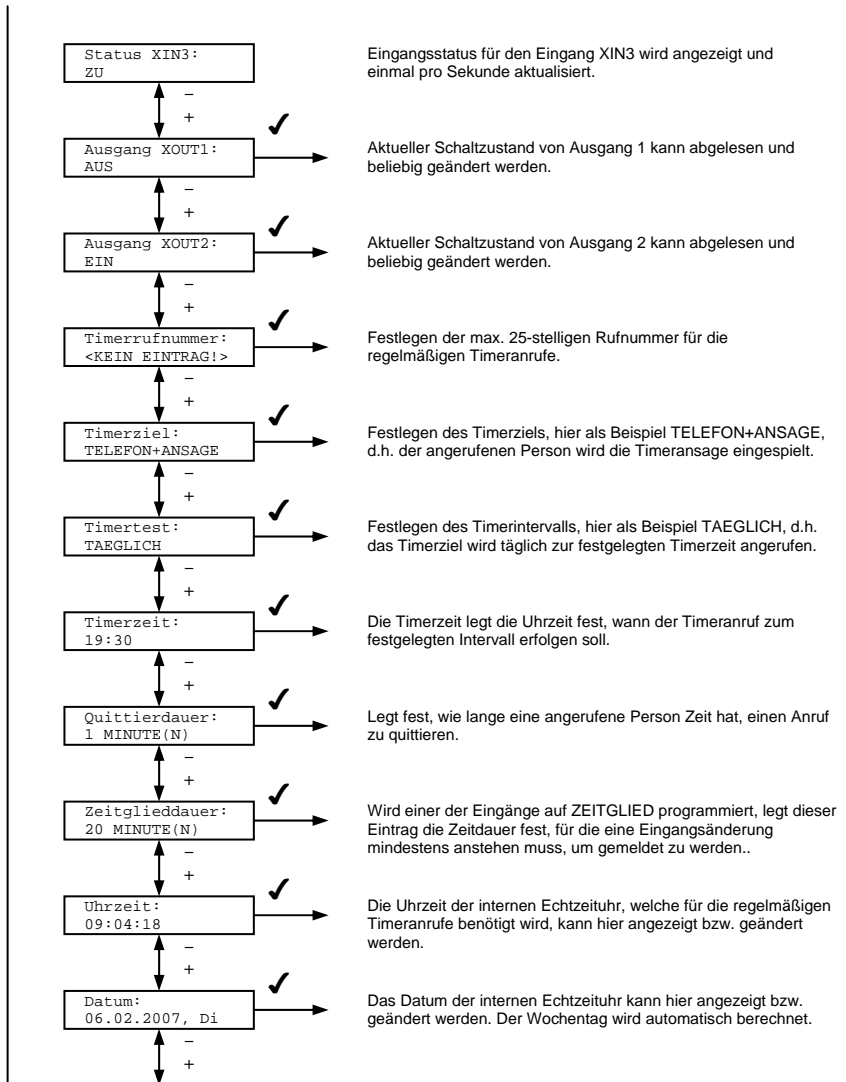 Status XIN3:
ZU
Eingangsstatus für den Eingang XIN3 wird angezeigt und
einmal pro Sekunde aktualisiert.
–
+
Ausgang XOUT1:
AUS
Aktueller Schaltzustand von Ausgang 1 kann abgelesen und
beliebig geändert werden.
–
+
Ausgang XOUT2:
EIN
Aktueller Schaltzustand von Ausgang 2 kann abgelesen und
beliebig geändert werden.
–
+
Timerrufnummer:
<KEIN EINTRAG!>
Festlegen der max. 25-stelligen Rufnummer für die
regelmäßigen Timeranrufe.
–
+
Timerziel:
TELEFON+ANSAGE
Festlegen des Timerziels, hier als Beispiel TELEFON+ANSAGE,
d.h. der angerufenen Person wird die Timeransage eingespielt.
–
+
Timertest:
TAEGLICH
Festlegen des Timerintervalls, hier als Beispiel TAEGLICH, d.h.
das Timerziel wird täglich zur festgelegten Timerzeit angerufen.
–
+
Timerzeit:
19:30
Die Timerzeit legt die Uhrzeit fest, wann der Timeranruf zum
festgelegten Intervall erfolgen soll.
–
+
Quittierdauer:
1 MINUTE(N)
Legt fest, wie lange eine angerufene Person Zeit hat, einen Anruf
zu quittieren.
–
+
Zeitglieddauer:
20 MINUTE(N)
Wird einer der Eingänge auf ZEITGLIED programmiert, legt dieser
Eintrag die Zeitdauer fest, für die eine Eingangsänderung
mindestens anstehen muss, um gemeldet zu werden..
–
+
Uhrzeit:
09:04:18
Die Uhrzeit der internen Echtzeituhr, welche für die regelmäßigen
Timeranrufe benötigt wird, kann hier angezeigt bzw. geändert
werden.
–
+
Datum:
06.02.2007, Di
Das Datum der internen Echtzeituhr kann hier angezeigt bzw.
geändert werden. Der Wochentag wird automatisch berechnet.
–
+